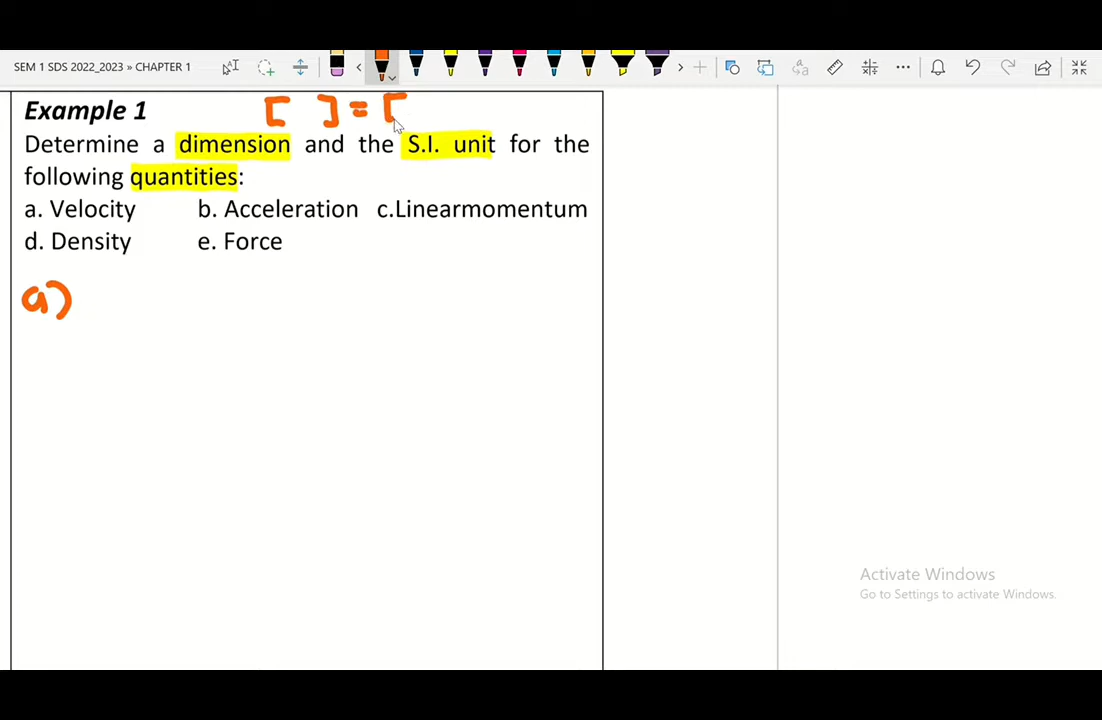 SEM 1 SDS 2022_2023 » CHAPTER 1
Example 1 [ ] = [
Determine a dimension and the S.I. unit for the
following quantities:
a. Velocity b. Acceleration c.Linearmomentum
d. Density e. Force
a)
Activate Windows
Go to Settings to activate Windows.